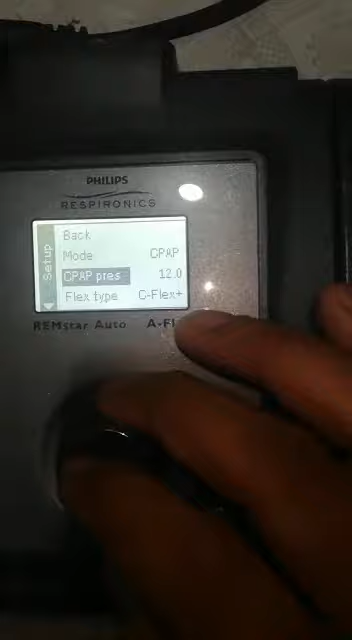 PHILIPS
RESPIRONICS
Setup
Back
Mode CPAP
CPAP pres 12.0
Flex type C-Flex+
REMstar Auto A-Fl